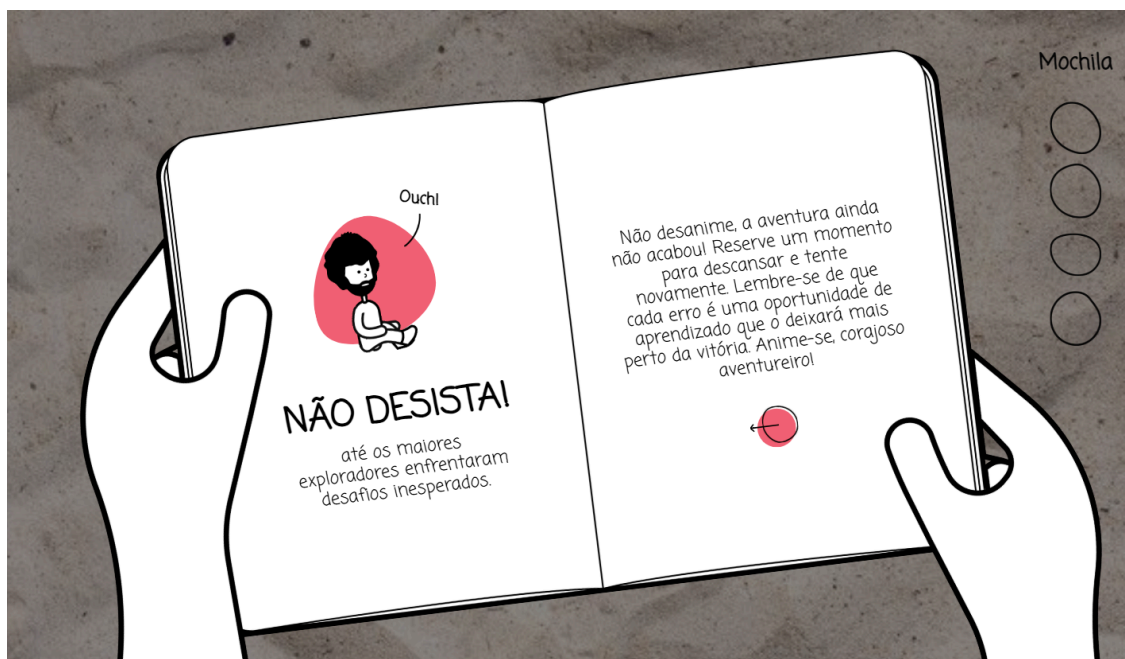 Mochila
Ouch!
NÃO DESISTA!
até os maiores
exploradores enfrentaram
desafios inesperados.
Não desanime, a aventura ainda
não acabou! Reserve um momento
para descansar e tente
novamente. Lembre-se de que
cada erro é uma oportunidade de
aprendizado que o deixará mais
perto da vitória. Anime-se, corajoso
aventureiro!